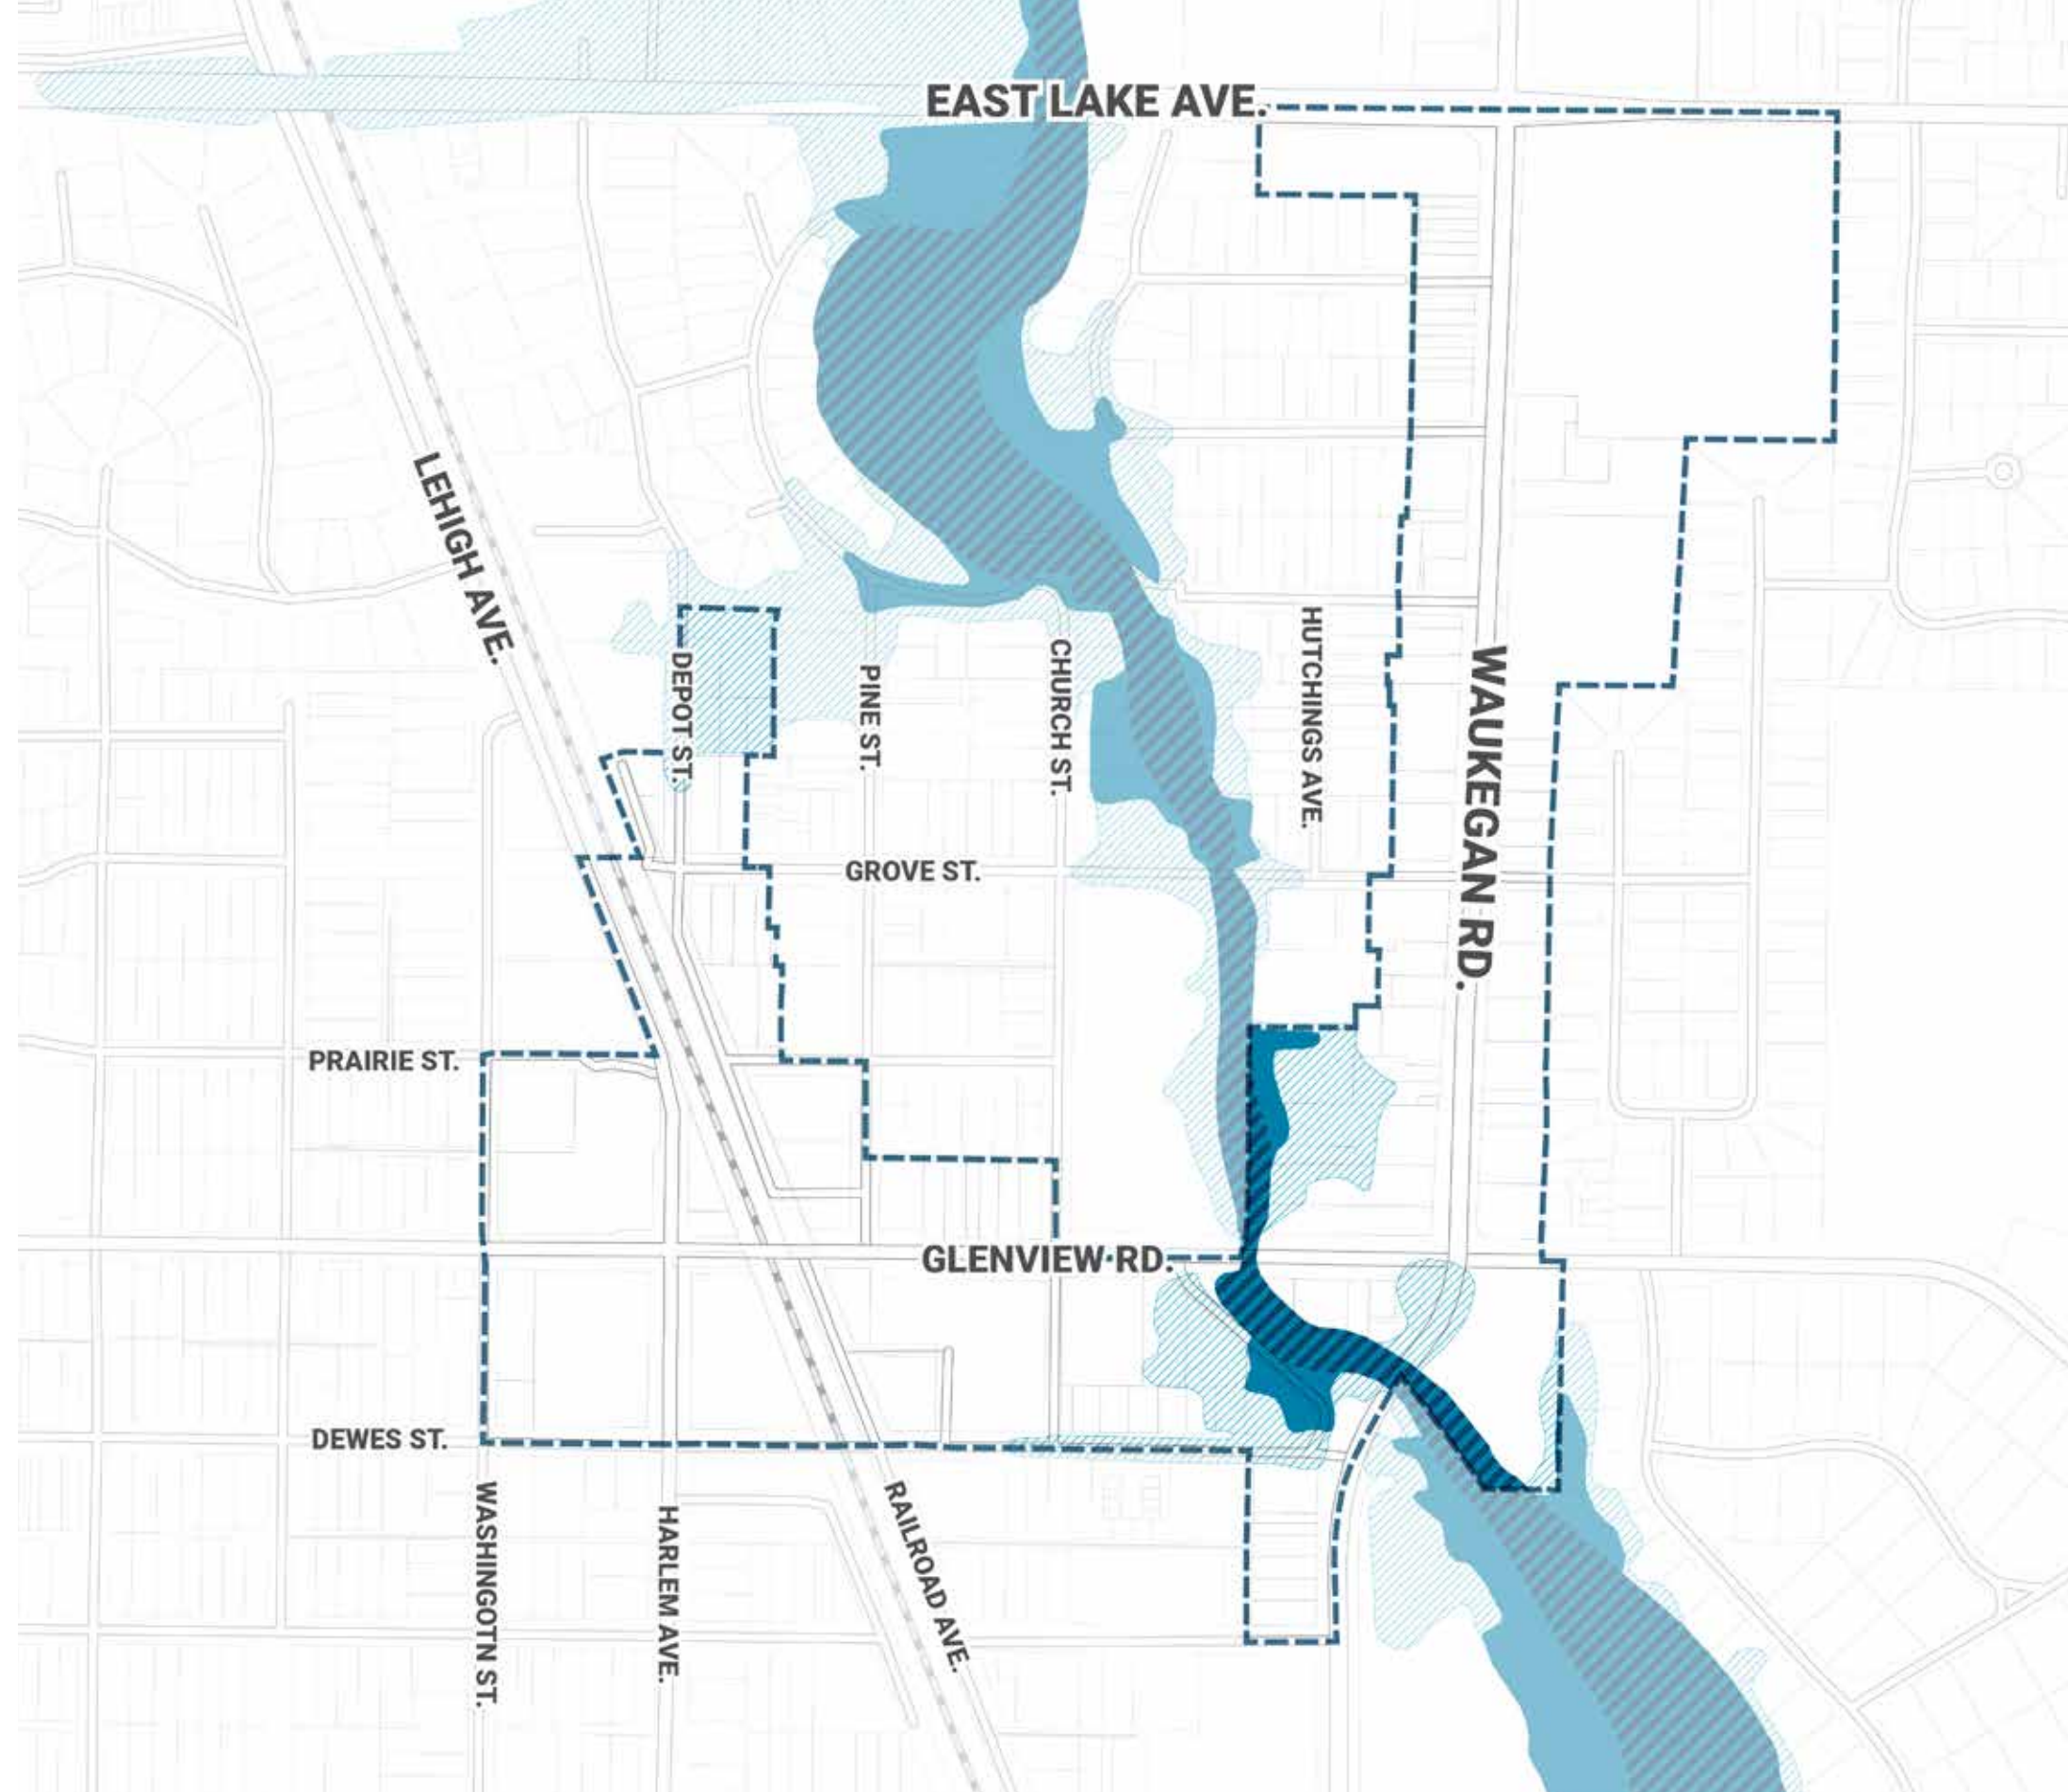 EAST LAKE AVE.
LEHIGH AVE.
DEPOT ST.
PINE ST.
CHURCH ST.
HUTCHINGS AVE.
WAUKEGAN RD.
GROVE ST.
PRAIRIE ST.
GLENVIEW RD.
DEWES ST.
WASHINGOTN ST.
HARLEM AVE.
RAILROAD AVE.